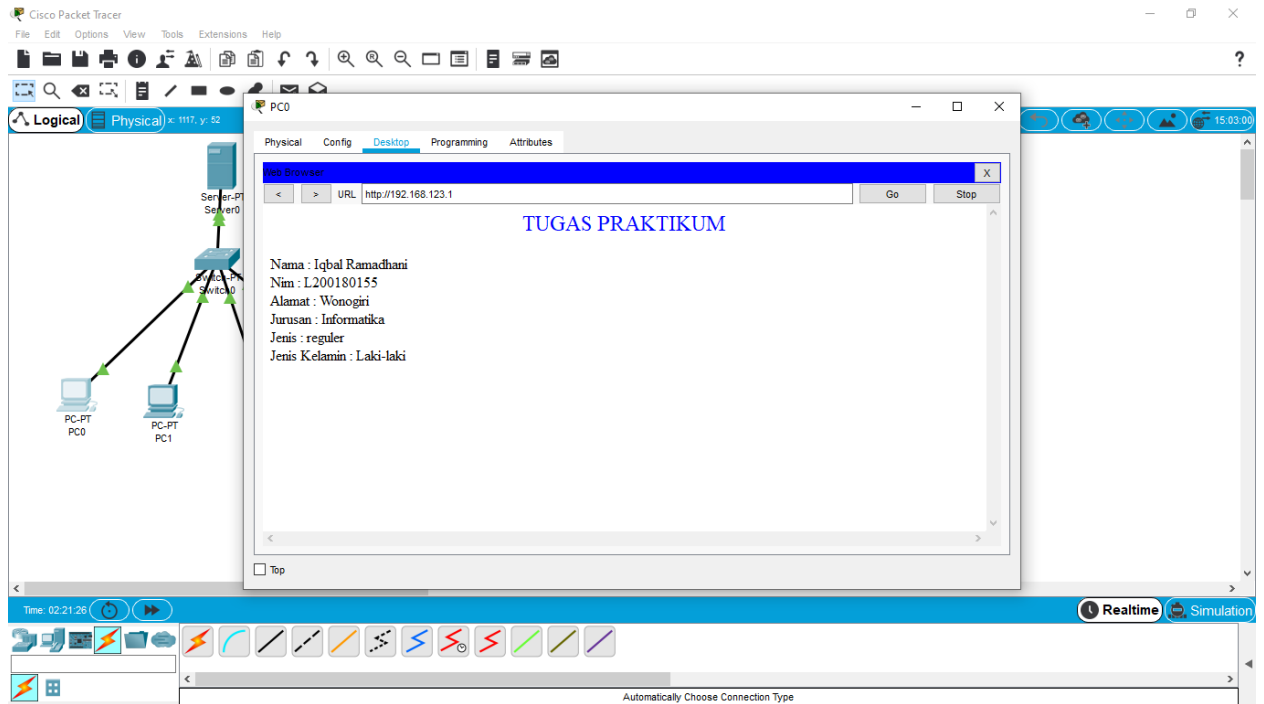 Cisco Packet Tracer
File Edit Options View Tools Extensions Help
?
Logical Physical x: 1117, y: 52
15:03:00
PC0
Physical Config Desktop Programming Attributes
Web Browser
X
< > URL http://192.168.123.1 Go Stop
TUGAS PRAKTIKUM
Nama : Iqbal Ramadhani
Nim : L200180155
Alamat : Wonogiri
Jurusan : Informatika
Jenis : reguler
Jenis Kelamin : Laki-laki
Top
Server-PT
Server0
Switch-PT
Switch0
PC-PT
PC0
PC-PT
PC1
Time: 02:21:26
Realtime Simulation
Automatically Choose Connection Type